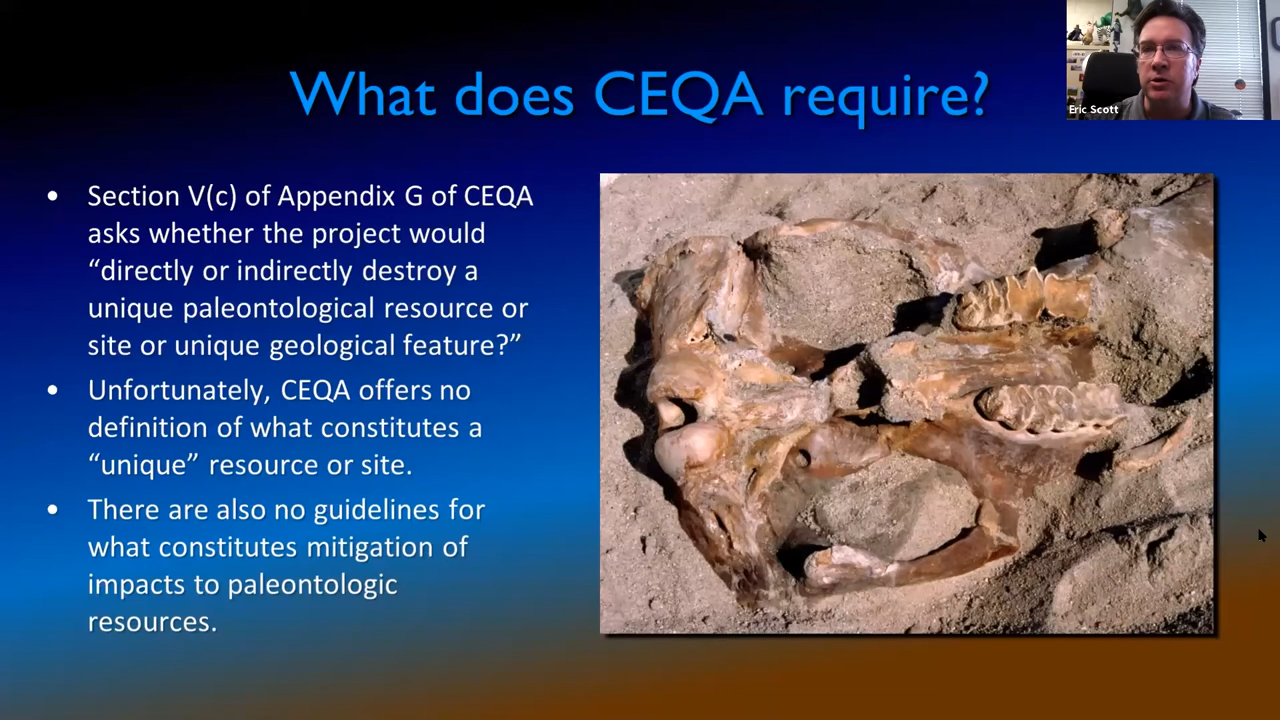 What does CEQA require?
Eric Scott
• Section V(c) of Appendix G of CEQA
asks whether the project would
“directly or indirectly destroy a
unique paleontological resource or
site or unique geological feature?”
• Unfortunately, CEQA offers no
definition of what constitutes a
“unique” resource or site.
• There are also no guidelines for
what constitutes mitigation of
impacts to paleontologic
resources.